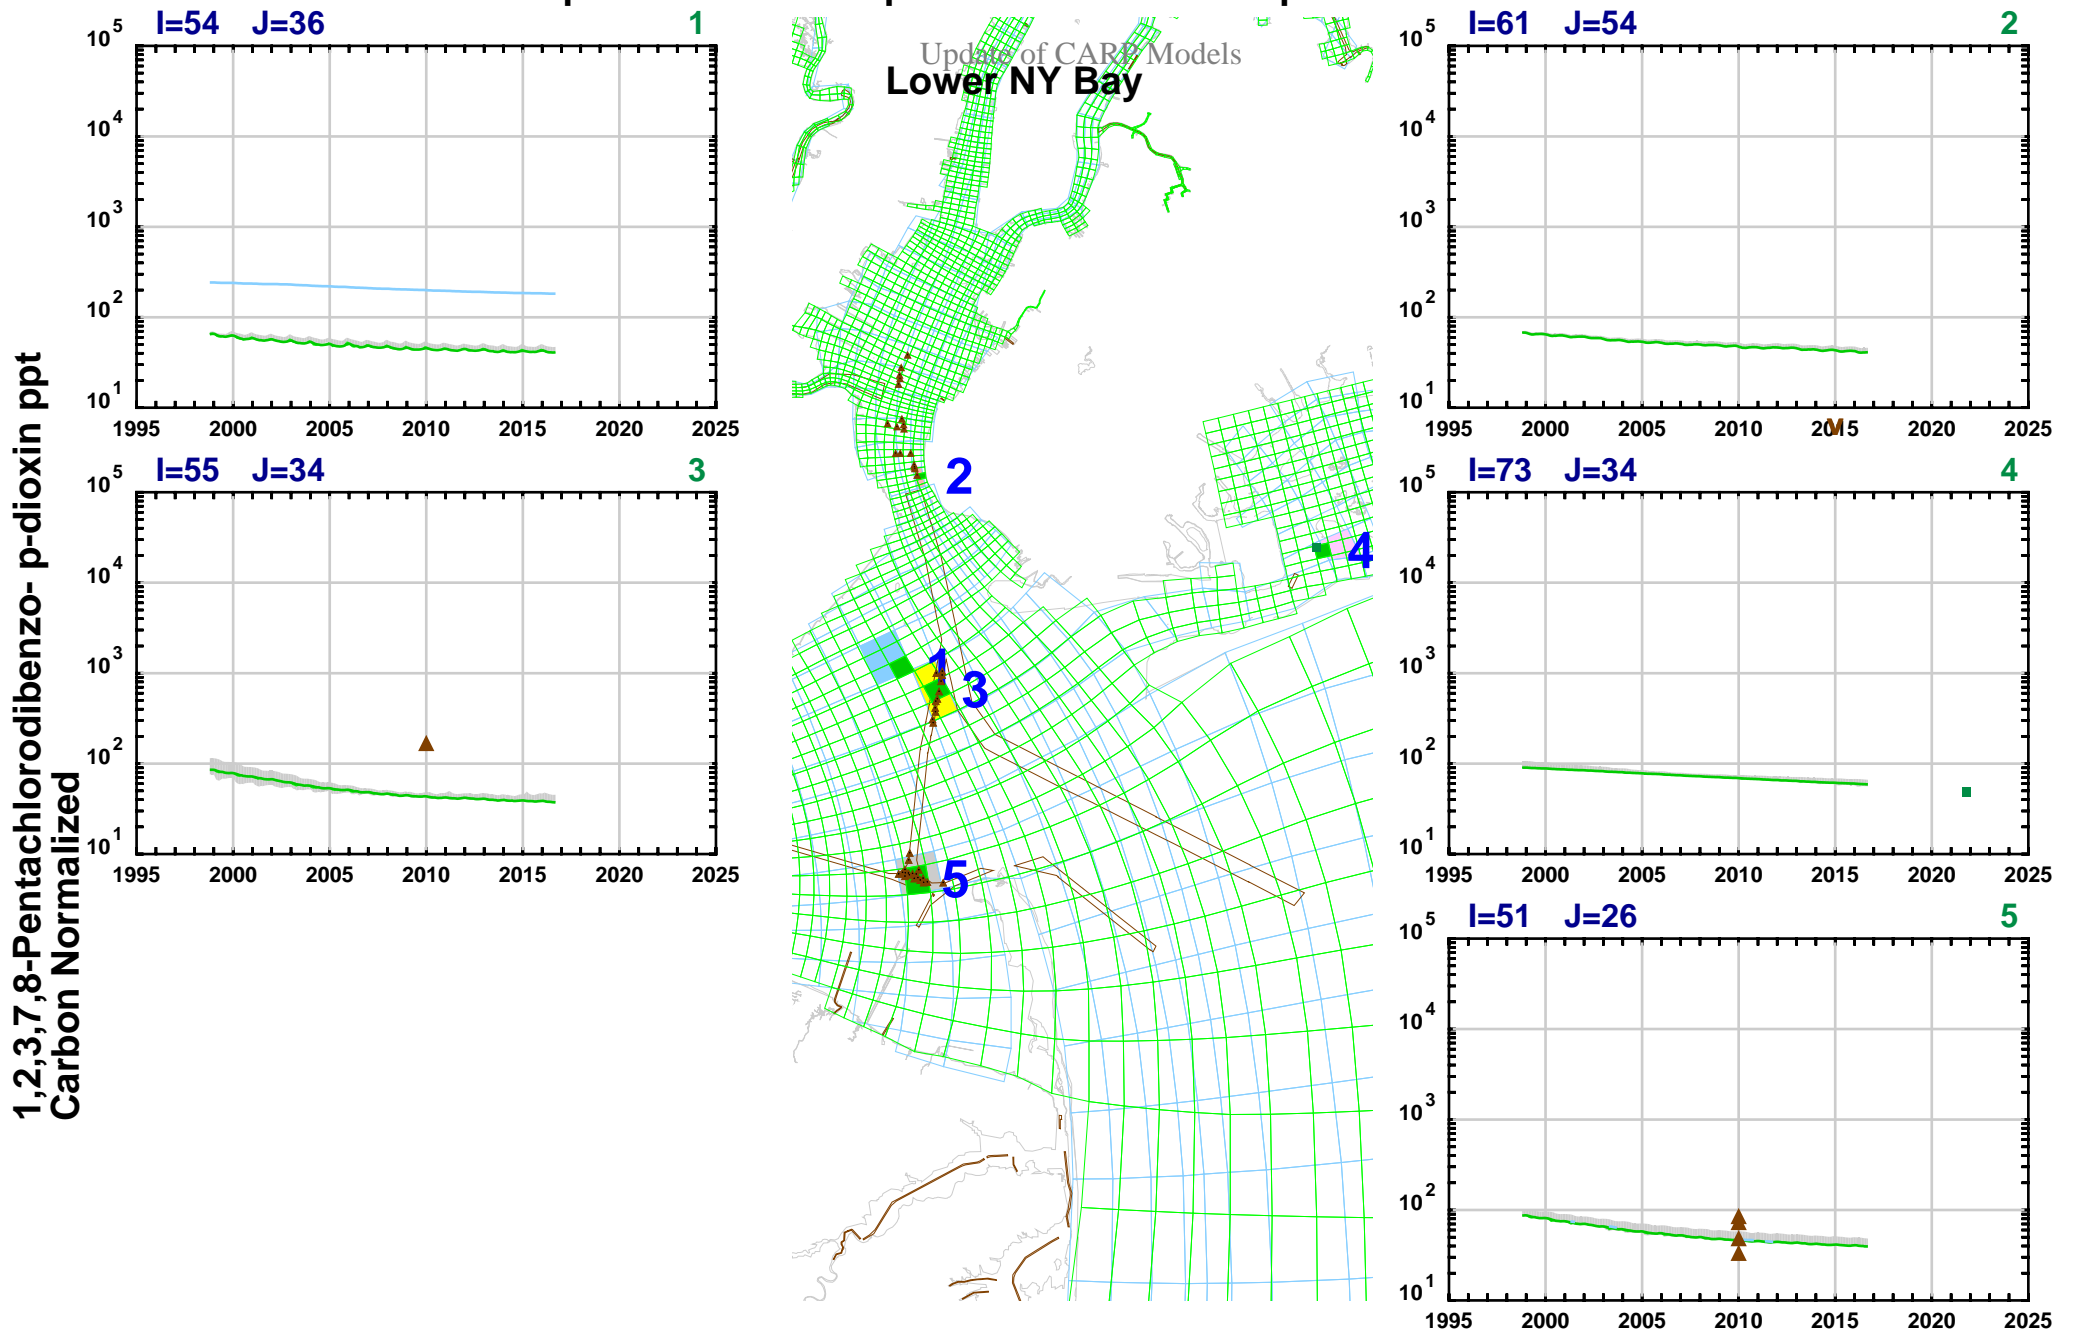 I=54 J=36 1
10^5
10^4
10^3
10^2
10^1
1995 2000 2005 2010 2015 2020 2025
I=55 J=34 3
10^5
10^4
10^3
10^2
10^1
1995 2000 2005 2010 2015 2020 2025
1,2,3,7,8-Pentachlorodibenzo- p-dioxin ppt
Carbon Normalized
Update of CARP Models
Lower NY Bay
2
4
1
3
5
I=61 J=54 2
10^5
10^4
10^3
10^2
10^1
1995 2000 2005 2010 2015 2020 2025
v
I=73 J=34 4
10^5
10^4
10^3
10^2
10^1
1995 2000 2005 2010 2015 2020 2025
I=51 J=26 5
10^5
10^4
10^3
10^2
10^1
1995 2000 2005 2010 2015 2020 2025